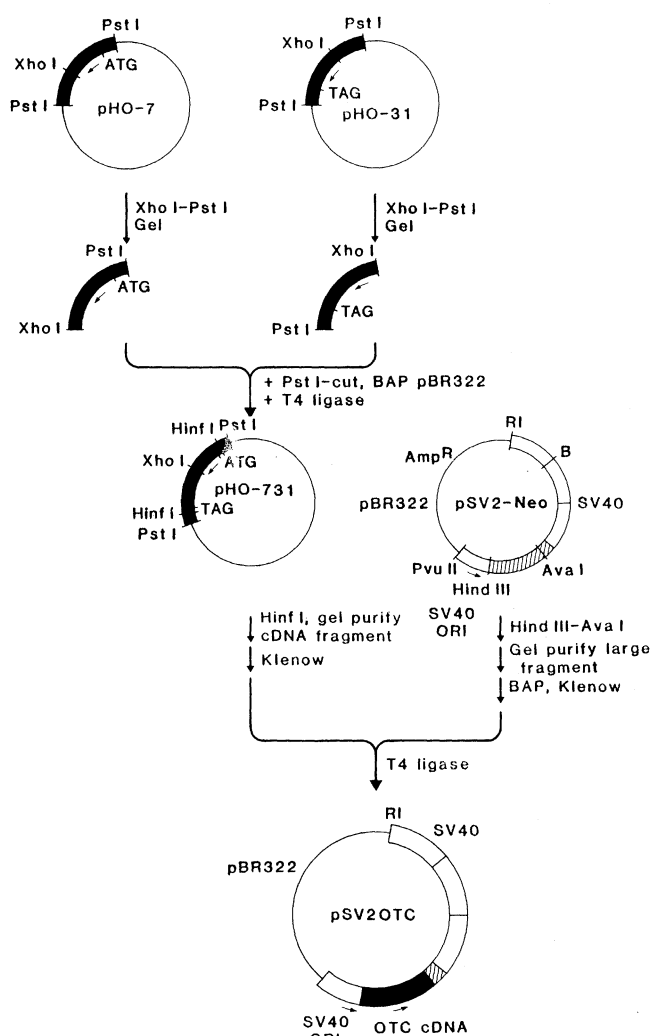 Pst I
Xho I
ATG
Pst I
pHO-7
Pst I
Xho I
TAG
Pst I
pHO-31
Xho I-Pst I
Gel
Xho I-Pst I
Gel
Pst I
ATG
Xho I
Xho I
TAG
Pst I
+ Pst I-cut, BAP pBR322
+ T4 ligase
Hinf I
Pst I
Xho I
ATG
pHO-731
Hinf I
TAG
Pst I
RI
B
Amp R
pBR322
pSV2-Neo
SV40
Pvu II
Ava I
Hind III
SV40
ORI
Hinf I, gel purify
cDNA fragment
Klenow
Hind III-Ava I
Gel purify large
fragment
BAP, Klenow
T4 ligase
RI
SV40
pBR322
pSV2OTC
SV40
OTC cDNA